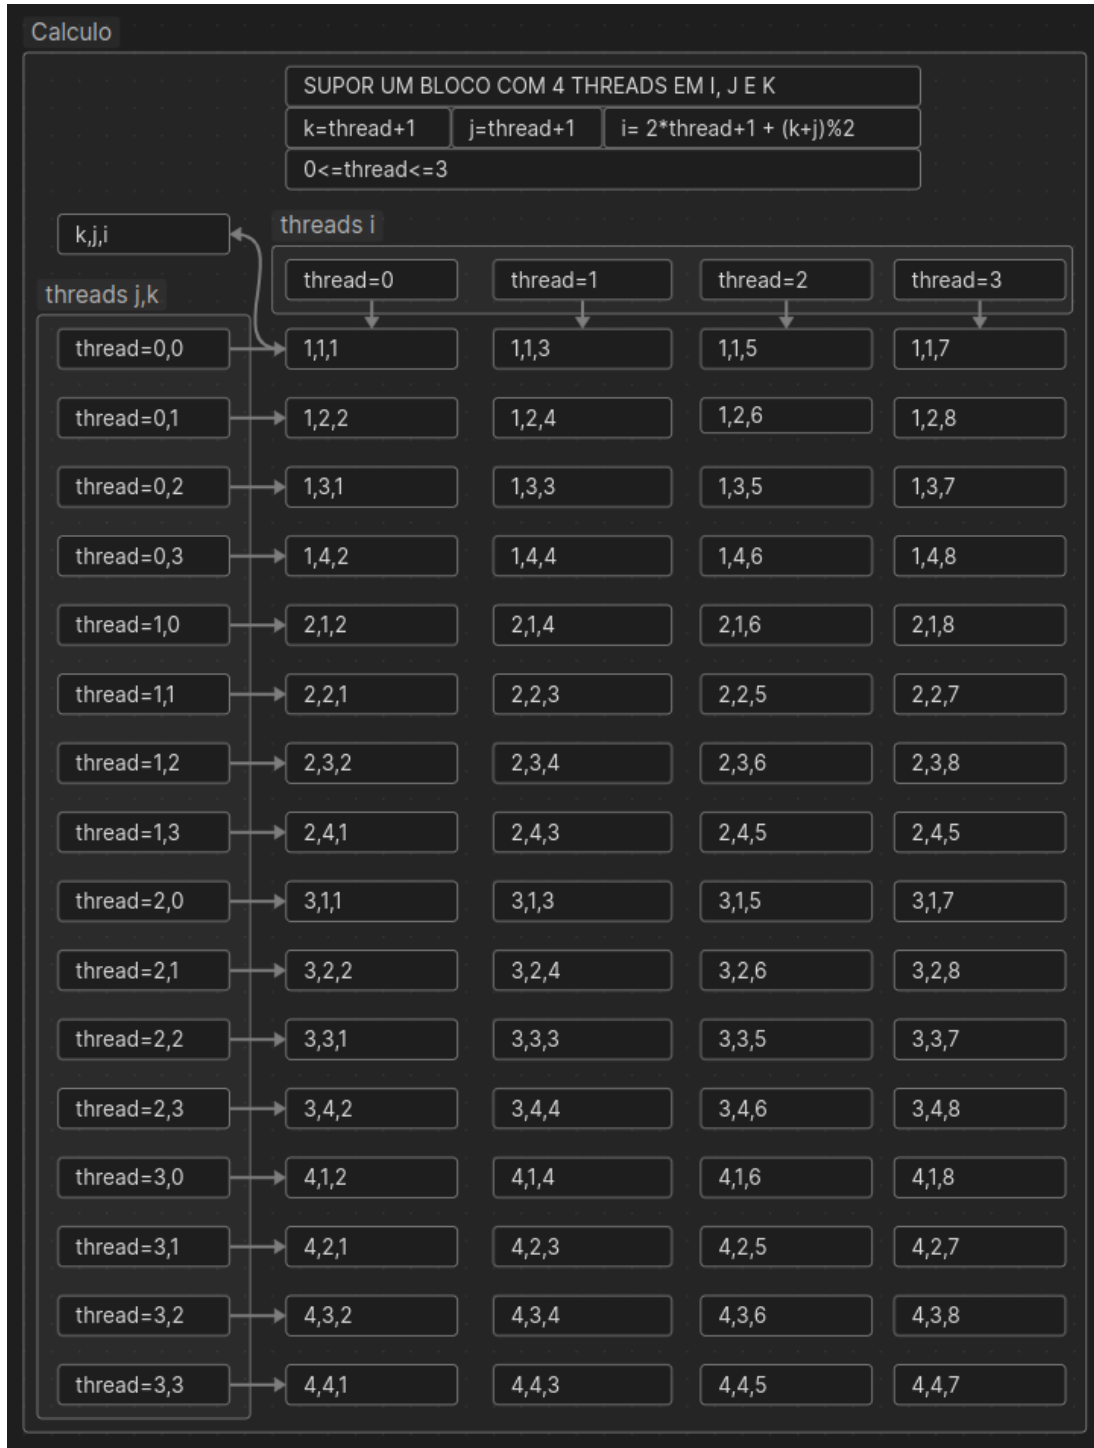 Calculo
SUPOR UM BLOCO COM 4 THREADS EM I, J E K
k=thread+1 j=thread+1 i= 2*thread+1 + (k+j)%2
0<=thread<=3
k,j,i
threads i
thread=0 thread=1 thread=2 thread=3
threads j,k
thread=0,0 1,1,1 1,1,3 1,1,5 1,1,7
thread=0,1 1,2,2 1,2,4 1,2,6 1,2,8
thread=0,2 1,3,1 1,3,3 1,3,5 1,3,7
thread=0,3 1,4,2 1,4,4 1,4,6 1,4,8
thread=1,0 2,1,2 2,1,4 2,1,6 2,1,8
thread=1,1 2,2,1 2,2,3 2,2,5 2,2,7
thread=1,2 2,3,2 2,3,4 2,3,6 2,3,8
thread=1,3 2,4,1 2,4,3 2,4,5 2,4,5
thread=2,0 3,1,1 3,1,3 3,1,5 3,1,7
thread=2,1 3,2,2 3,2,4 3,2,6 3,2,8
thread=2,2 3,3,1 3,3,3 3,3,5 3,3,7
thread=2,3 3,4,2 3,4,4 3,4,6 3,4,8
thread=3,0 4,1,2 4,1,4 4,1,6 4,1,8
thread=3,1 4,2,1 4,2,3 4,2,5 4,2,7
thread=3,2 4,3,2 4,3,4 4,3,6 4,3,8
thread=3,3 4,4,1 4,4,3 4,4,5 4,4,7